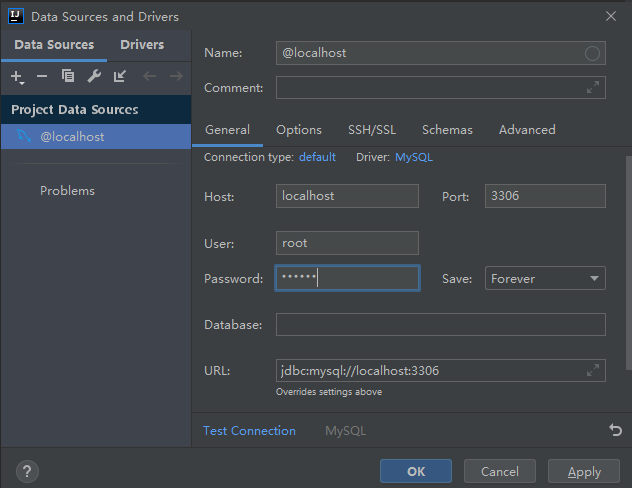 Data Sources and Drivers
Data Sources Drivers
Name: @localhost
Comment:
Project Data Sources
@localhost
Problems
General Options SSH/SSL Schemas Advanced
Connection type: default Driver: MySQL
Host: localhost Port: 3306
User: root
Password: •••••• Save: Forever
Database:
URL: jdbc:mysql://localhost:3306
Overrides settings above
Test Connection MySQL
? OK Cancel Apply